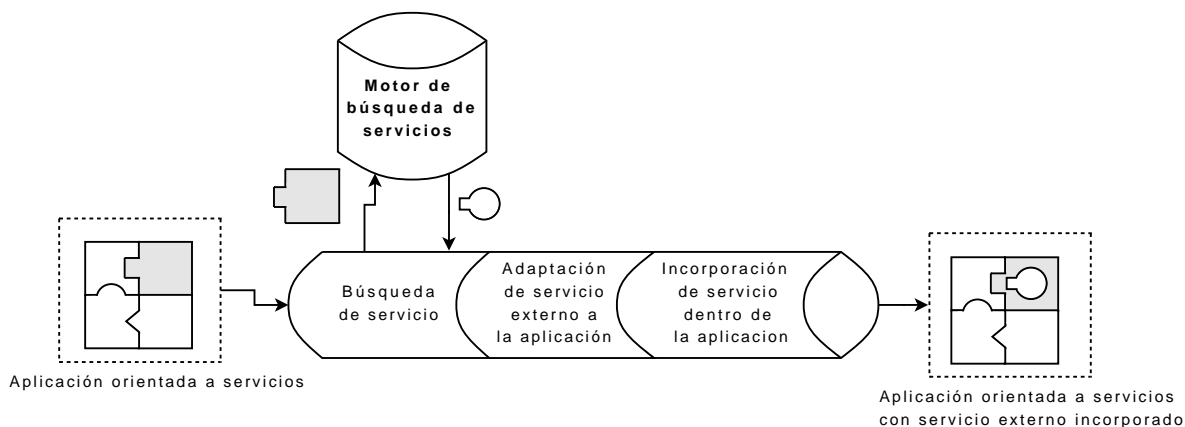 Motor de
búsqueda de
servicios
Búsqueda
de servicio
Adaptación
de servicio
externo a
la aplicación
Incorporación
de servicio
dentro de
la aplicacion
Aplicación orientada a servicios
Aplicación orientada a servicios
con servicio externo incorporado